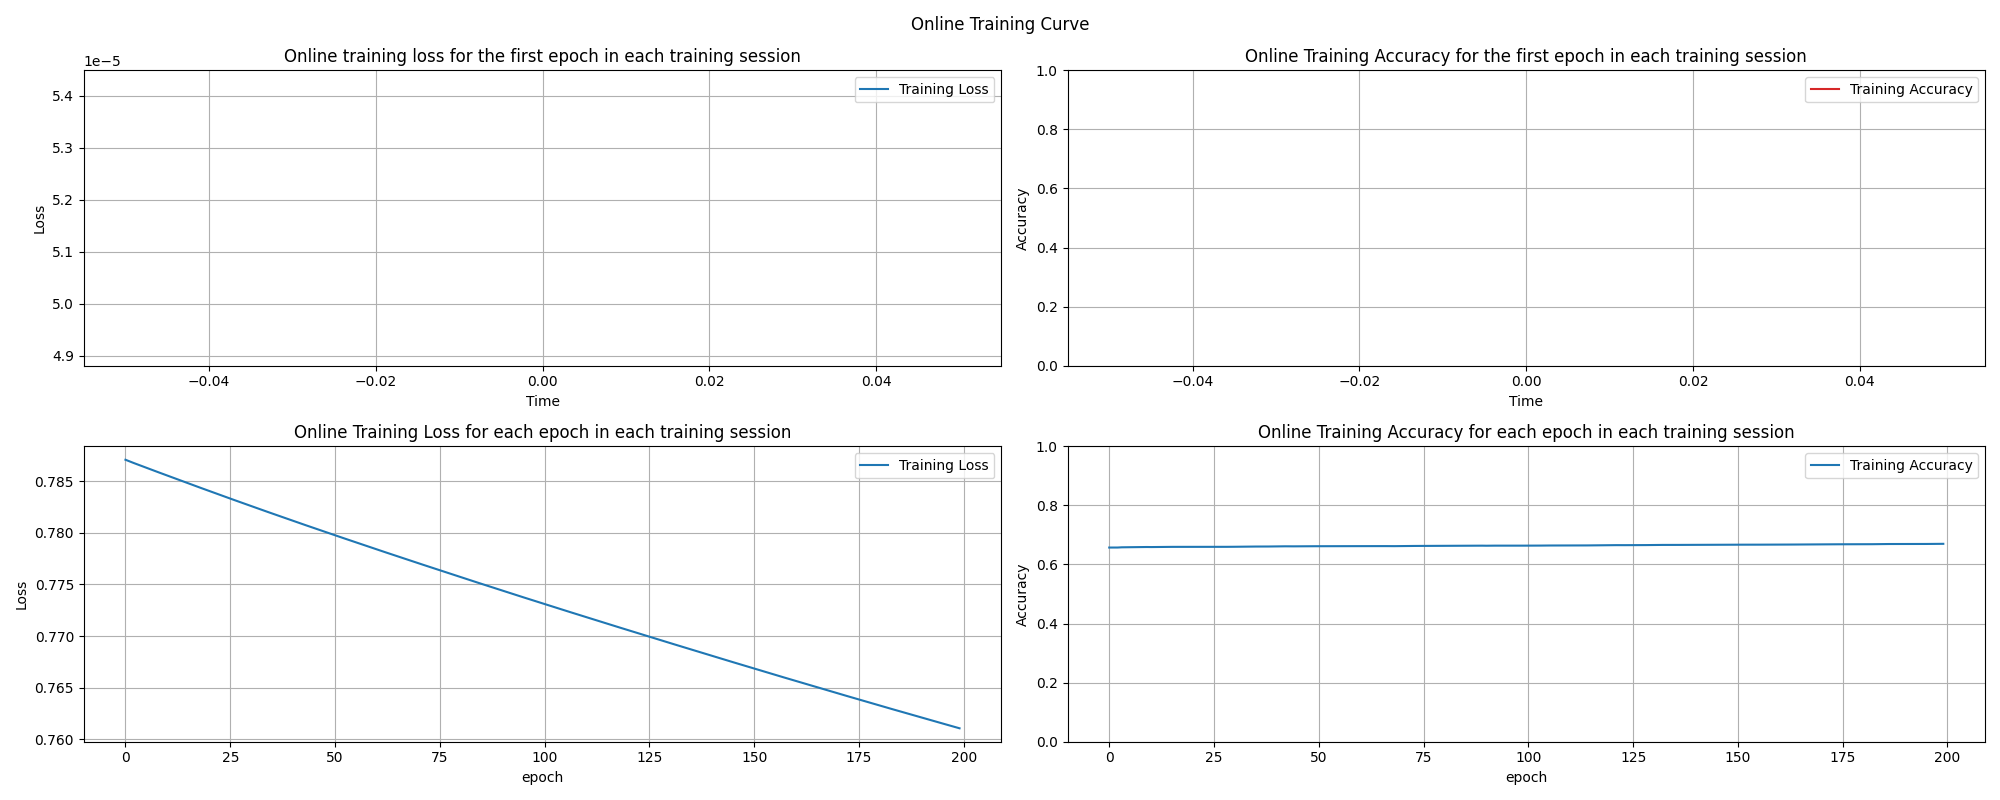 Online Training Curve
Online training loss for the first epoch in each training session
1e−5
5.4
5.3
5.2
5.1
5.0
4.9
Loss
Training Loss
−0.04 −0.02 0.00 0.02 0.04
Time
Online Training Accuracy for the first epoch in each training session
1.0
0.8
0.6
0.4
0.2
0.0
Accuracy
Training Accuracy
−0.04 −0.02 0.00 0.02 0.04
Time
Online Training Loss for each epoch in each training session
0.785
0.780
0.775
0.770
0.765
0.760
Loss
Training Loss
0 25 50 75 100 125 150 175 200
epoch
Online Training Accuracy for each epoch in each training session
1.0
0.8
0.6
0.4
0.2
0.0
Accuracy
Training Accuracy
0 25 50 75 100 125 150 175 200
epoch